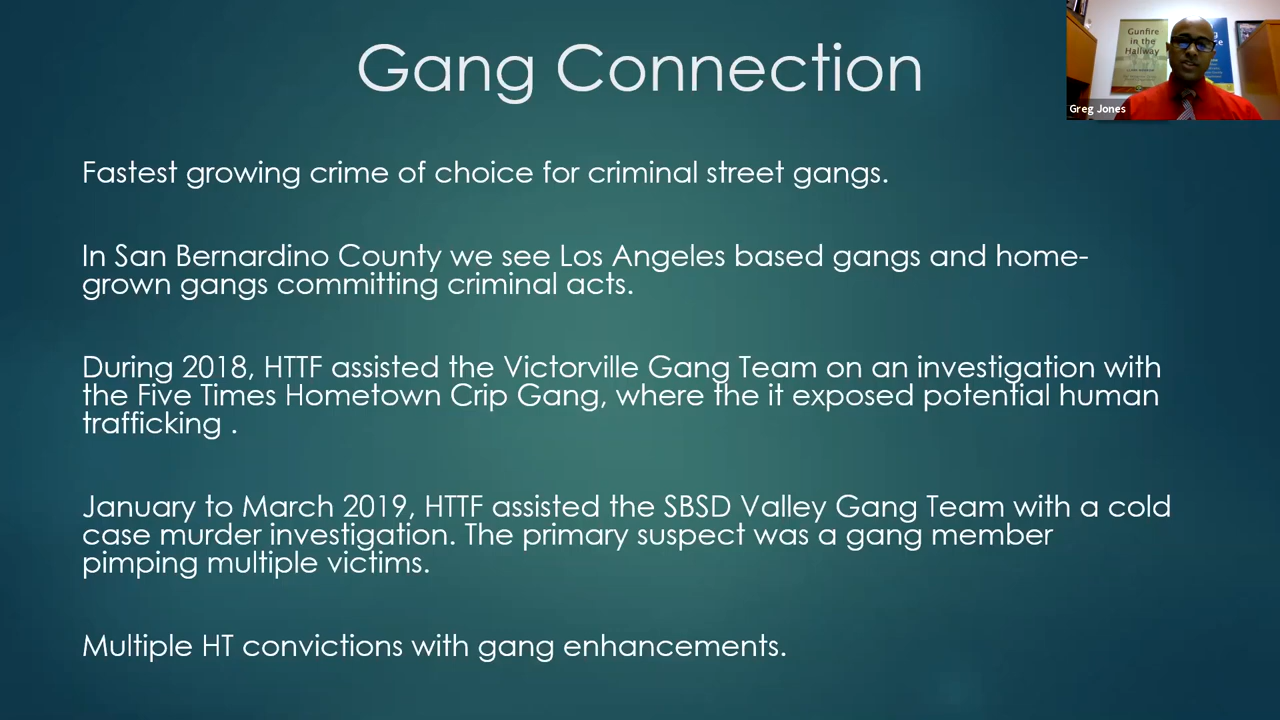 Gang Connection
Gunfire
in the
Hallway
Greg Jones
Fastest growing crime of choice for criminal street gangs.
In San Bernardino County we see Los Angeles based gangs and home-
grown gangs committing criminal acts.
During 2018, HTTF assisted the Victorville Gang Team on an investigation with
the Five Times Hometown Crip Gang, where the it exposed potential human
trafficking .
January to March 2019, HTTF assisted the SBSD Valley Gang Team with a cold
case murder investigation. The primary suspect was a gang member
pimping multiple victims.
Multiple HT convictions with gang enhancements.